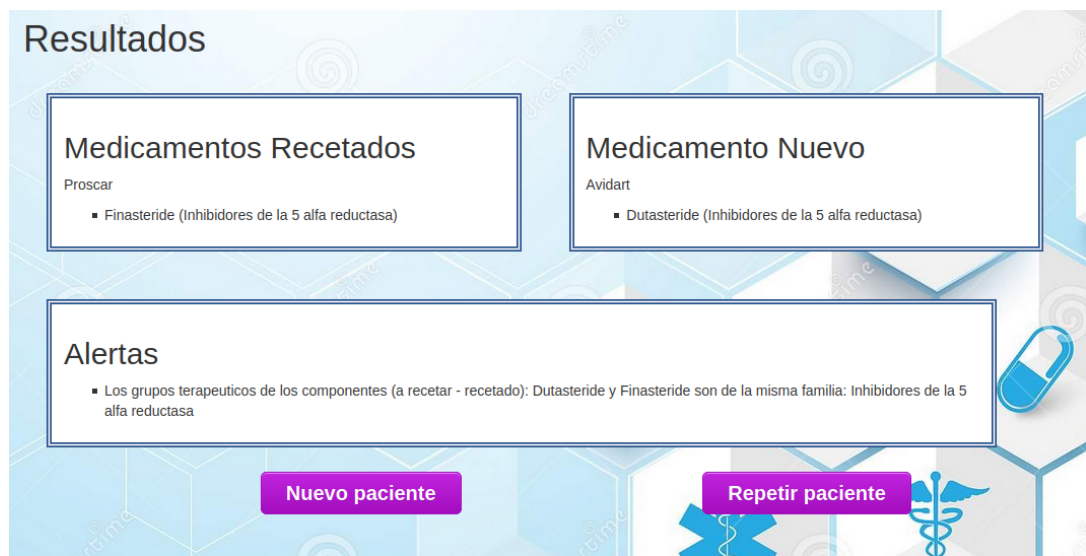 Resultados
Medicamentos Recetados
Proscar
Finasteride (Inhibidores de la 5 alfa reductasa)
Medicamento Nuevo
Avidart
Dutasteride (Inhibidores de la 5 alfa reductasa)
Alertas
Los grupos terapeuticos de los componentes (a recetar - recetado): Dutasteride y Finasteride son de la misma familia: Inhibidores de la 5
alfa reductasa
Nuevo paciente
Repetir paciente